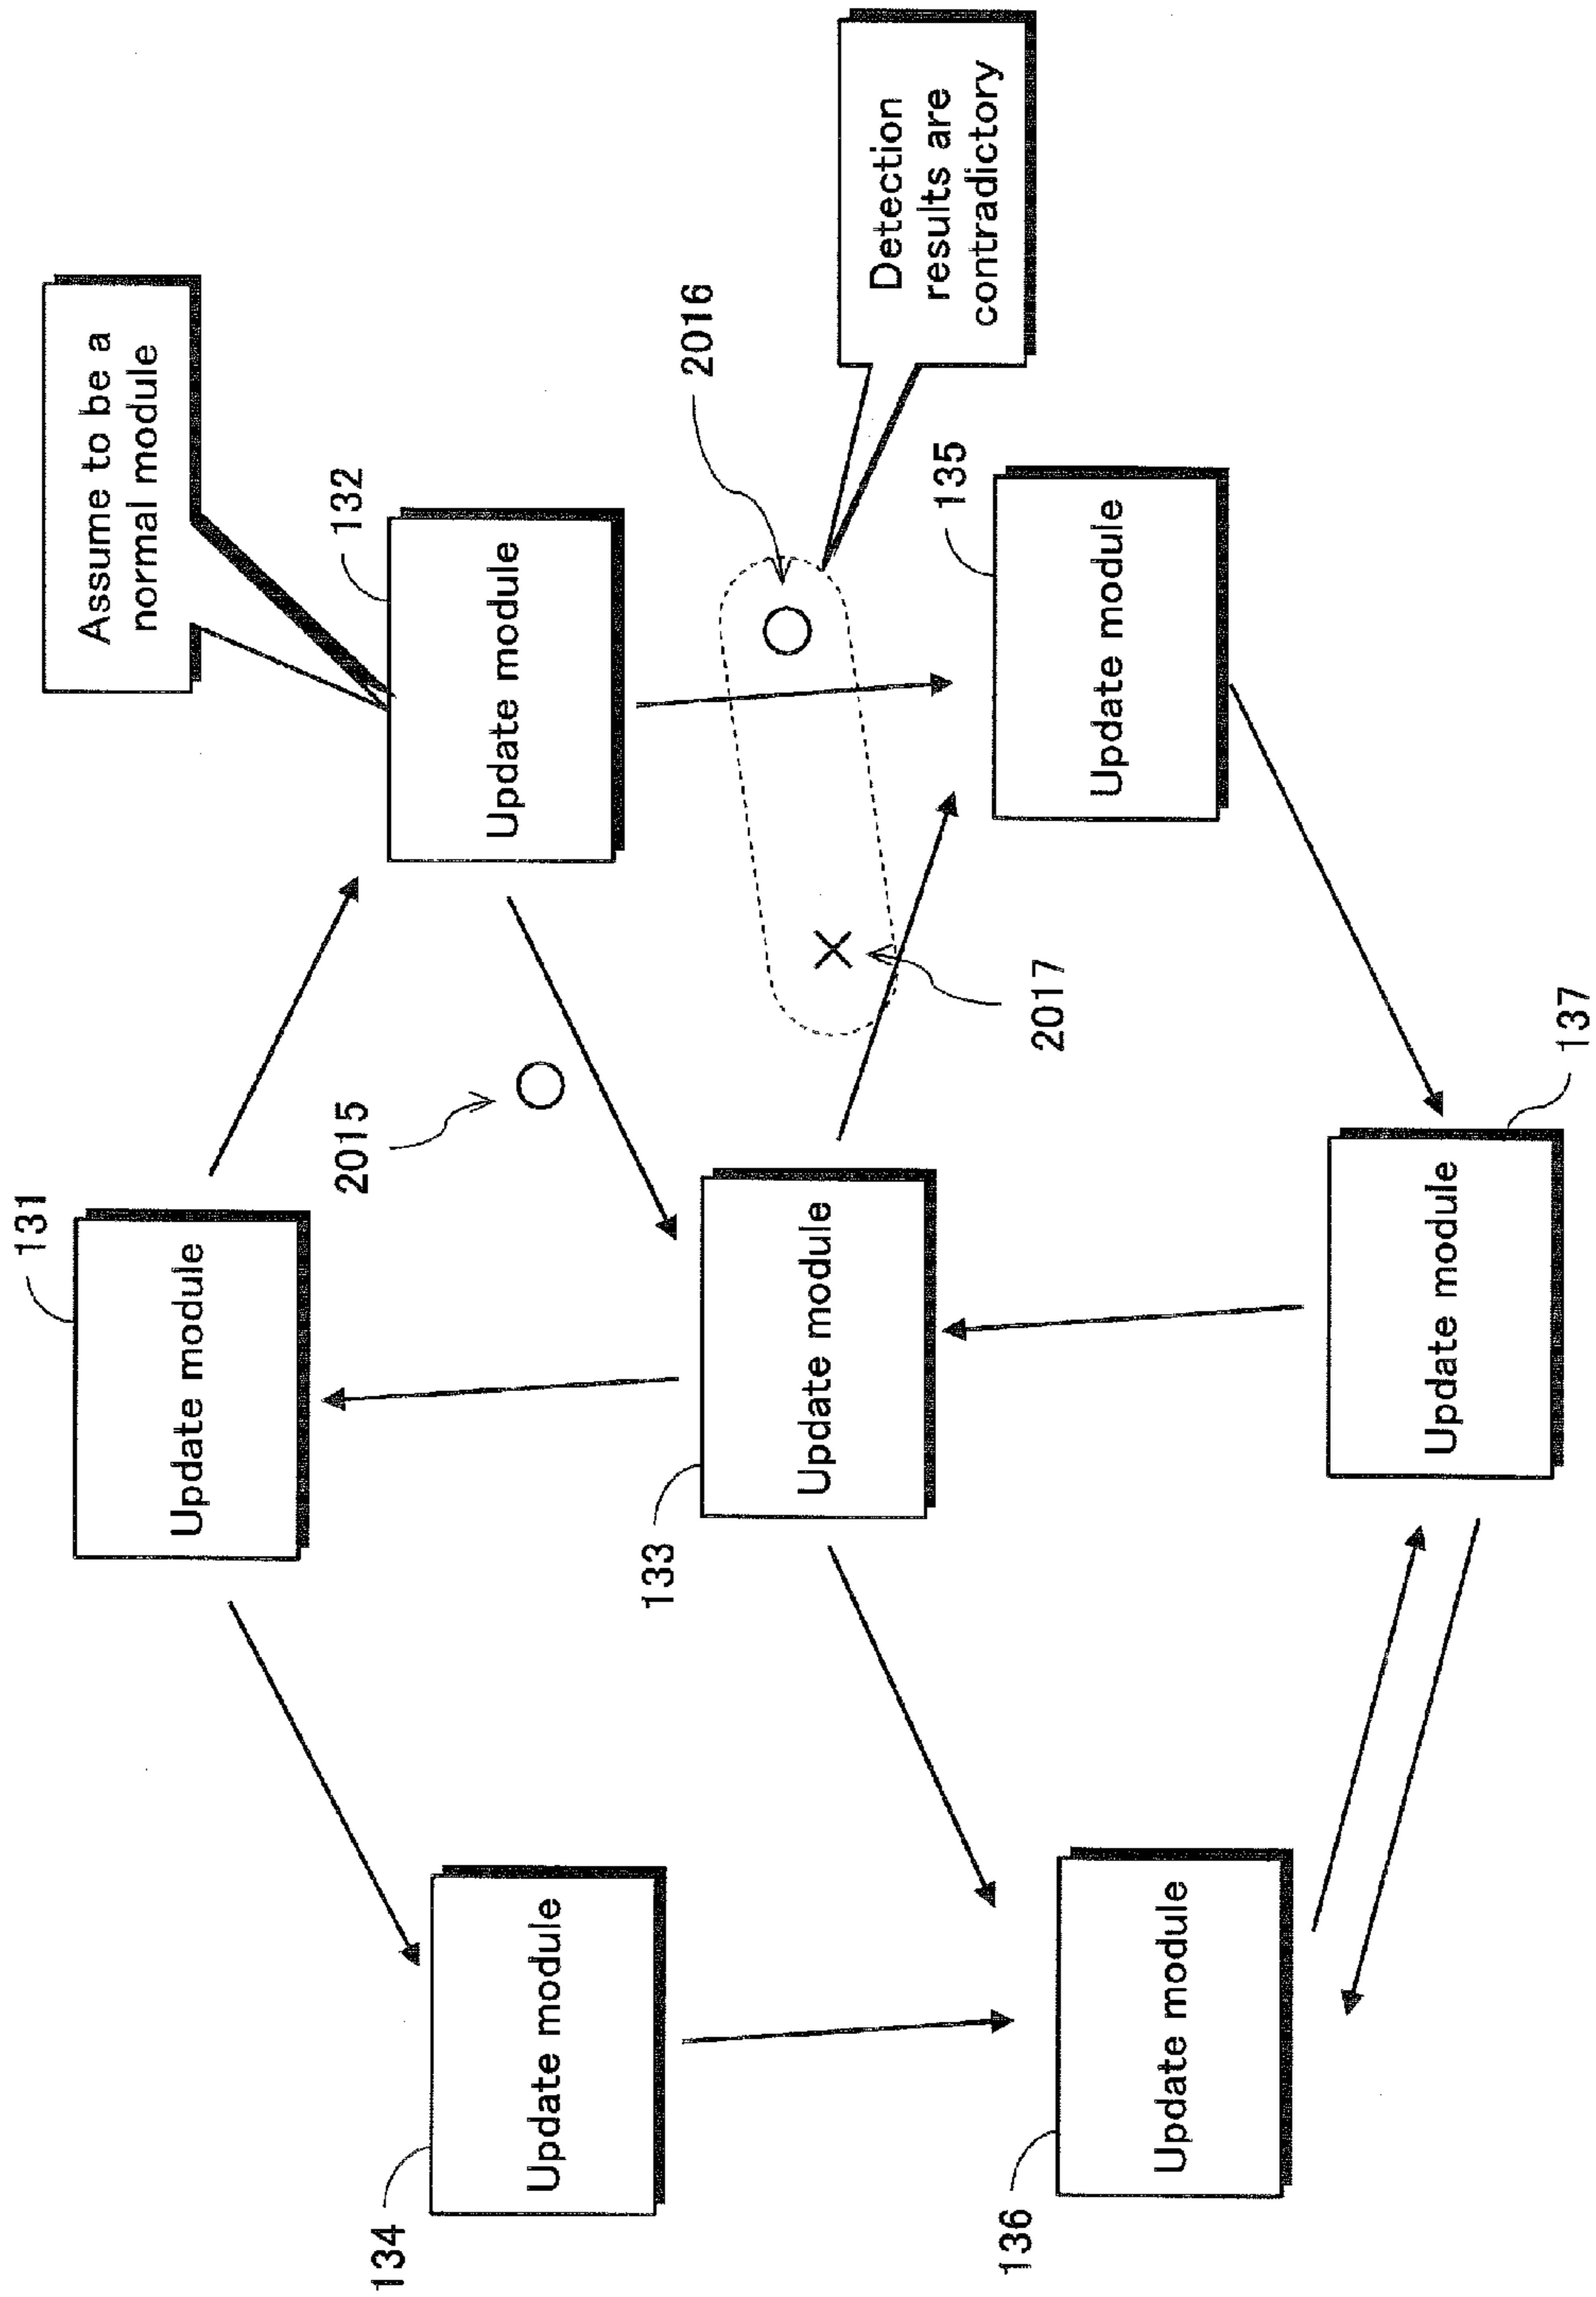 Assume to be a
normal module
131
Update module
132
Update module
2015
2016
Detection
results are
contradictory
134
Update module
133
Update module
2017
135
Update module
136
Update module
137
Update module